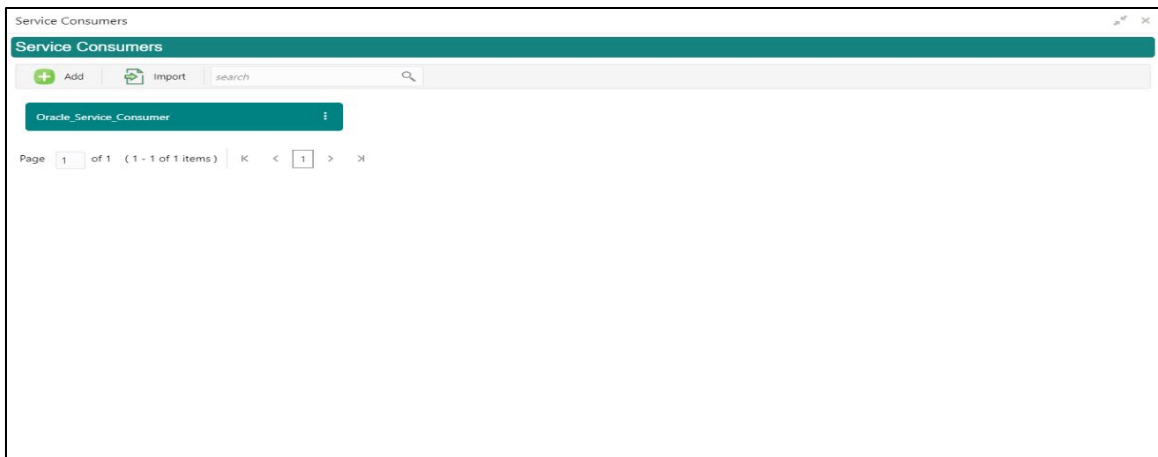 Service Consumers
Service Consumers
Add Import search
Oracle_Service_Consumer
Page 1 of 1 ( 1 - 1 of 1 items ) 1